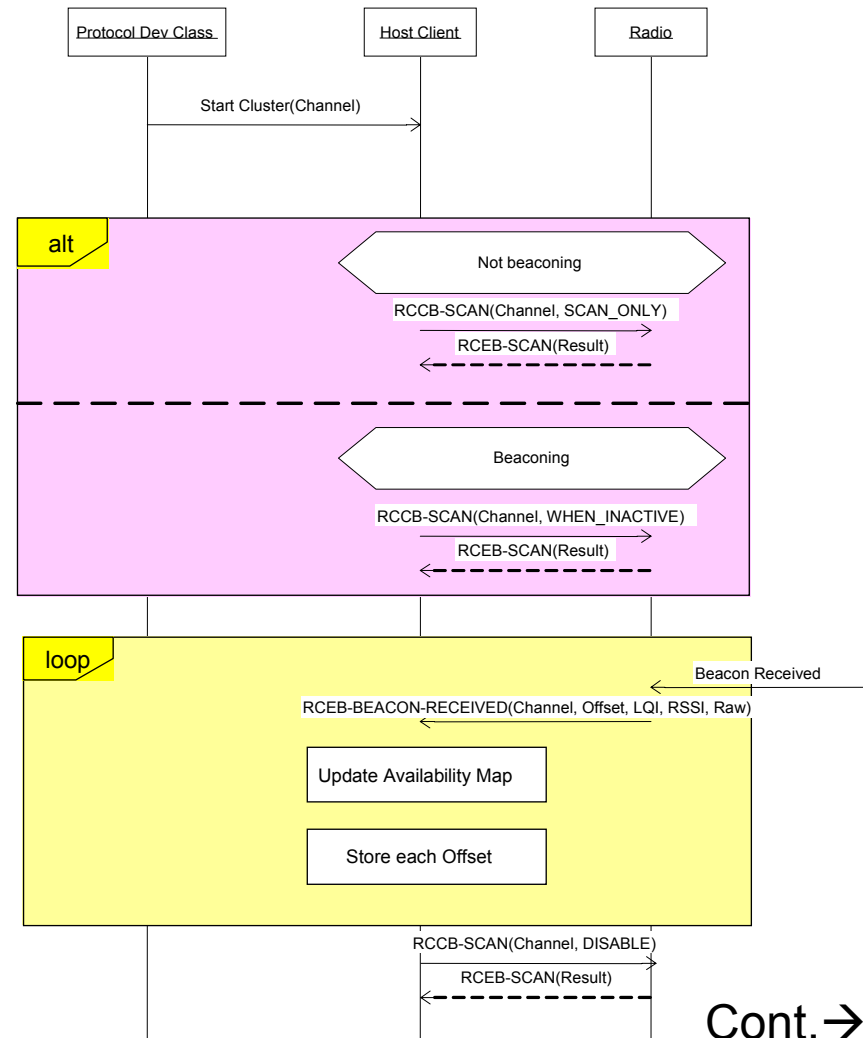 Protocol Dev Class
Host Client
Radio
Start Cluster(Channel)
alt
Not beaconing
RCCB-SCAN(Channel, SCAN_ONLY)
RCEB-SCAN(Result)
Beaconing
RCCB-SCAN(Channel, WHEN_INACTIVE)
RCEB-SCAN(Result)
loop
Beacon Received
RCEB-BEACON-RECEIVED(Channel, Offset, LQI, RSSI, Raw)
Update Availability Map
Store each Offset
RCCB-SCAN(Channel, DISABLE)
RCEB-SCAN(Result)
Cont.→